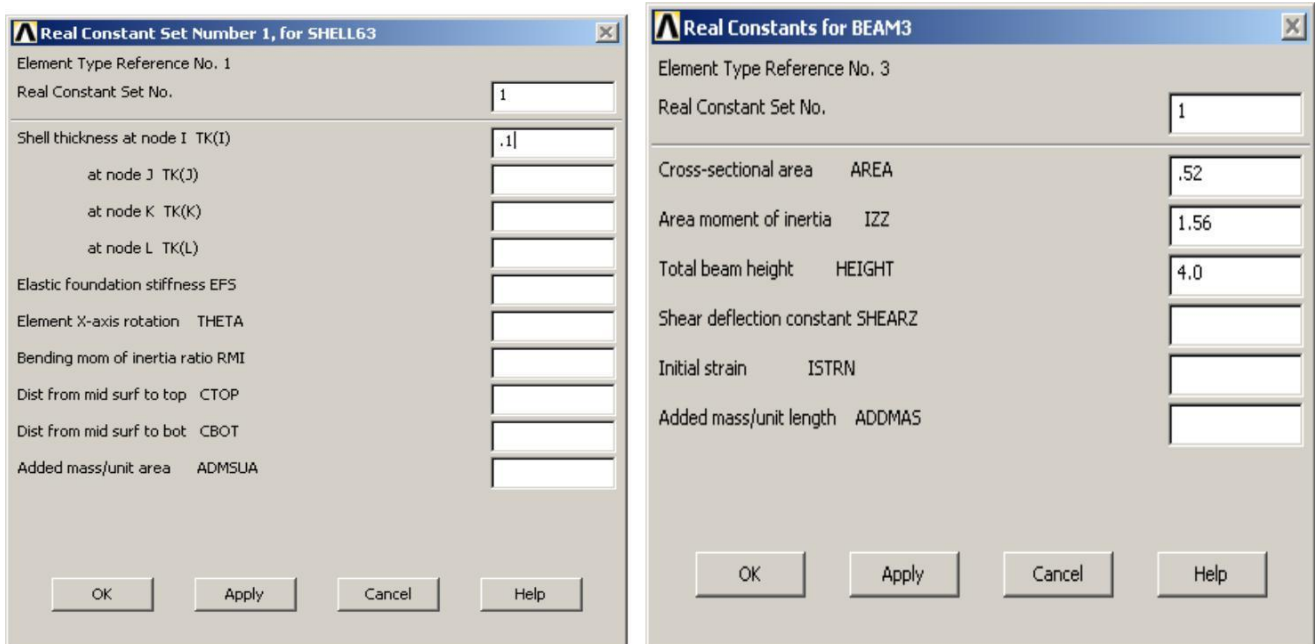 Real Constant Set Number 1, for SHELL63
Element Type Reference No. 1
Real Constant Set No. 1
Shell thickness at node I TK(I) .1
at node J TK(J)
at node K TK(K)
at node L TK(L)
Elastic foundation stiffness EFS
Element X-axis rotation THETA
Bending mom of inertia ratio RMI
Dist from mid surf to top CTOP
Dist from mid surf to bot CBOT
Added mass/unit area ADMSUA
OK Apply Cancel Help
Real Constants for BEAM3
Element Type Reference No. 3
Real Constant Set No. 1
Cross-sectional area AREA .52
Area moment of inertia IZZ 1.56
Total beam height HEIGHT 4.0
Shear deflection constant SHEARZ
Initial strain ISTRN
Added mass/unit length ADDMAS
OK Apply Cancel Help